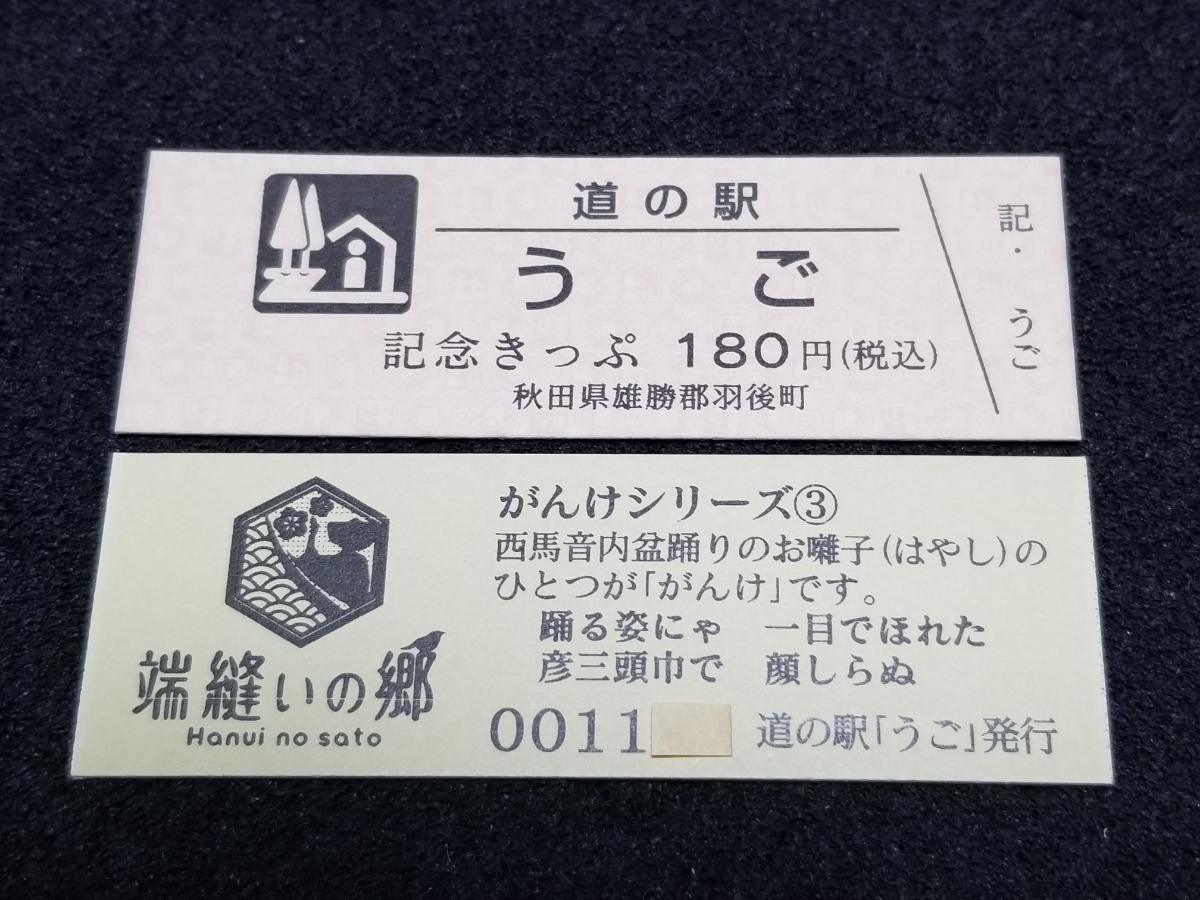 道の駅
うご
記念きっぷ 180円(税込)
秋田県雄勝郡羽後町
記・うご
がんけシリーズ③
西馬音内盆踊りのお囃子(はやし)の
ひとつが「がんけ」です。
踊る姿にゃ 一目でほれた
彦三頭巾で 顔しらぬ
端縫いの郷
Hanui no sato
0011
道の駅「うご」発行